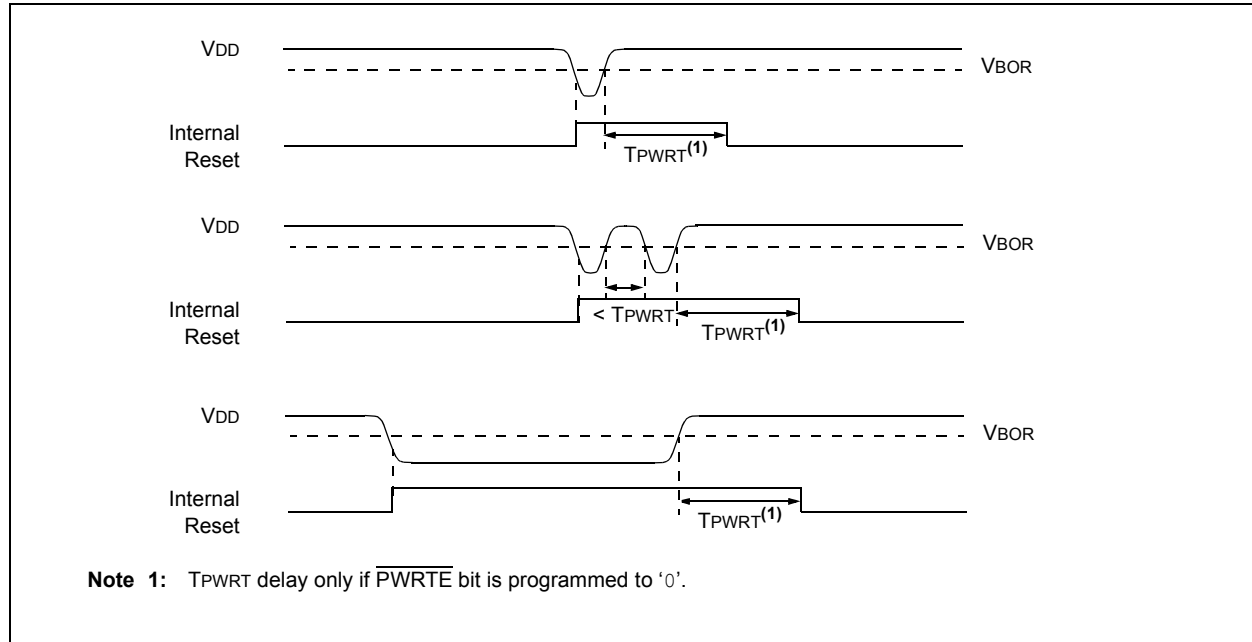 VDD
VBOR
Internal
Reset
TPWRT(1)
VDD
VBOR
Internal
Reset
< TPWRT
TPWRT(1)
VDD
VBOR
Internal
Reset
TPWRT(1)
Note 1: TPWRT delay only if PWRTE bit is programmed to ‘0’.